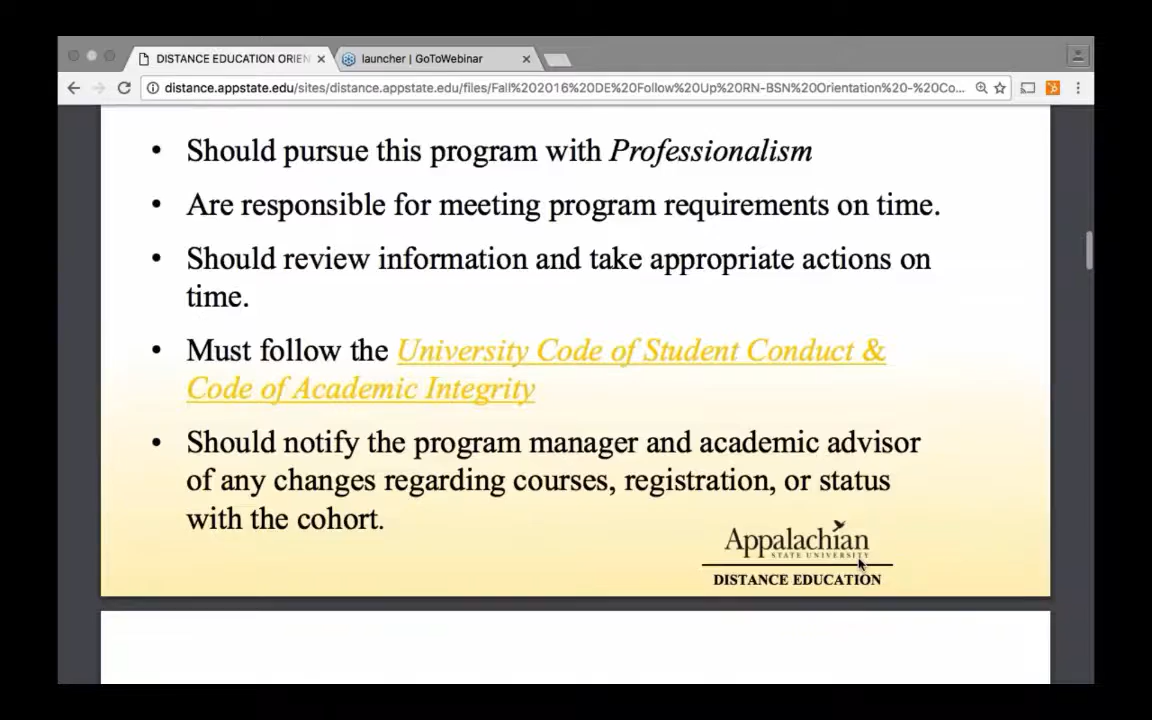 DISTANCE EDUCATION ORIEN
launcher | GoToWebinar
distance.appstate.edu/sites/distance.appstate.edu/files/Fall%202016%20DE%20Follow%20Up%20RN-BSN%20Orientation%20-%20Co...
• Should pursue this program with Professionalism
• Are responsible for meeting program requirements on time.
• Should review information and take appropriate actions on
time.
• Must follow the University Code of Student Conduct &
Code of Academic Integrity
• Should notify the program manager and academic advisor
of any changes regarding courses, registration, or status
with the cohort.
Appalachian
STATE UNIVERSITY
DISTANCE EDUCATION